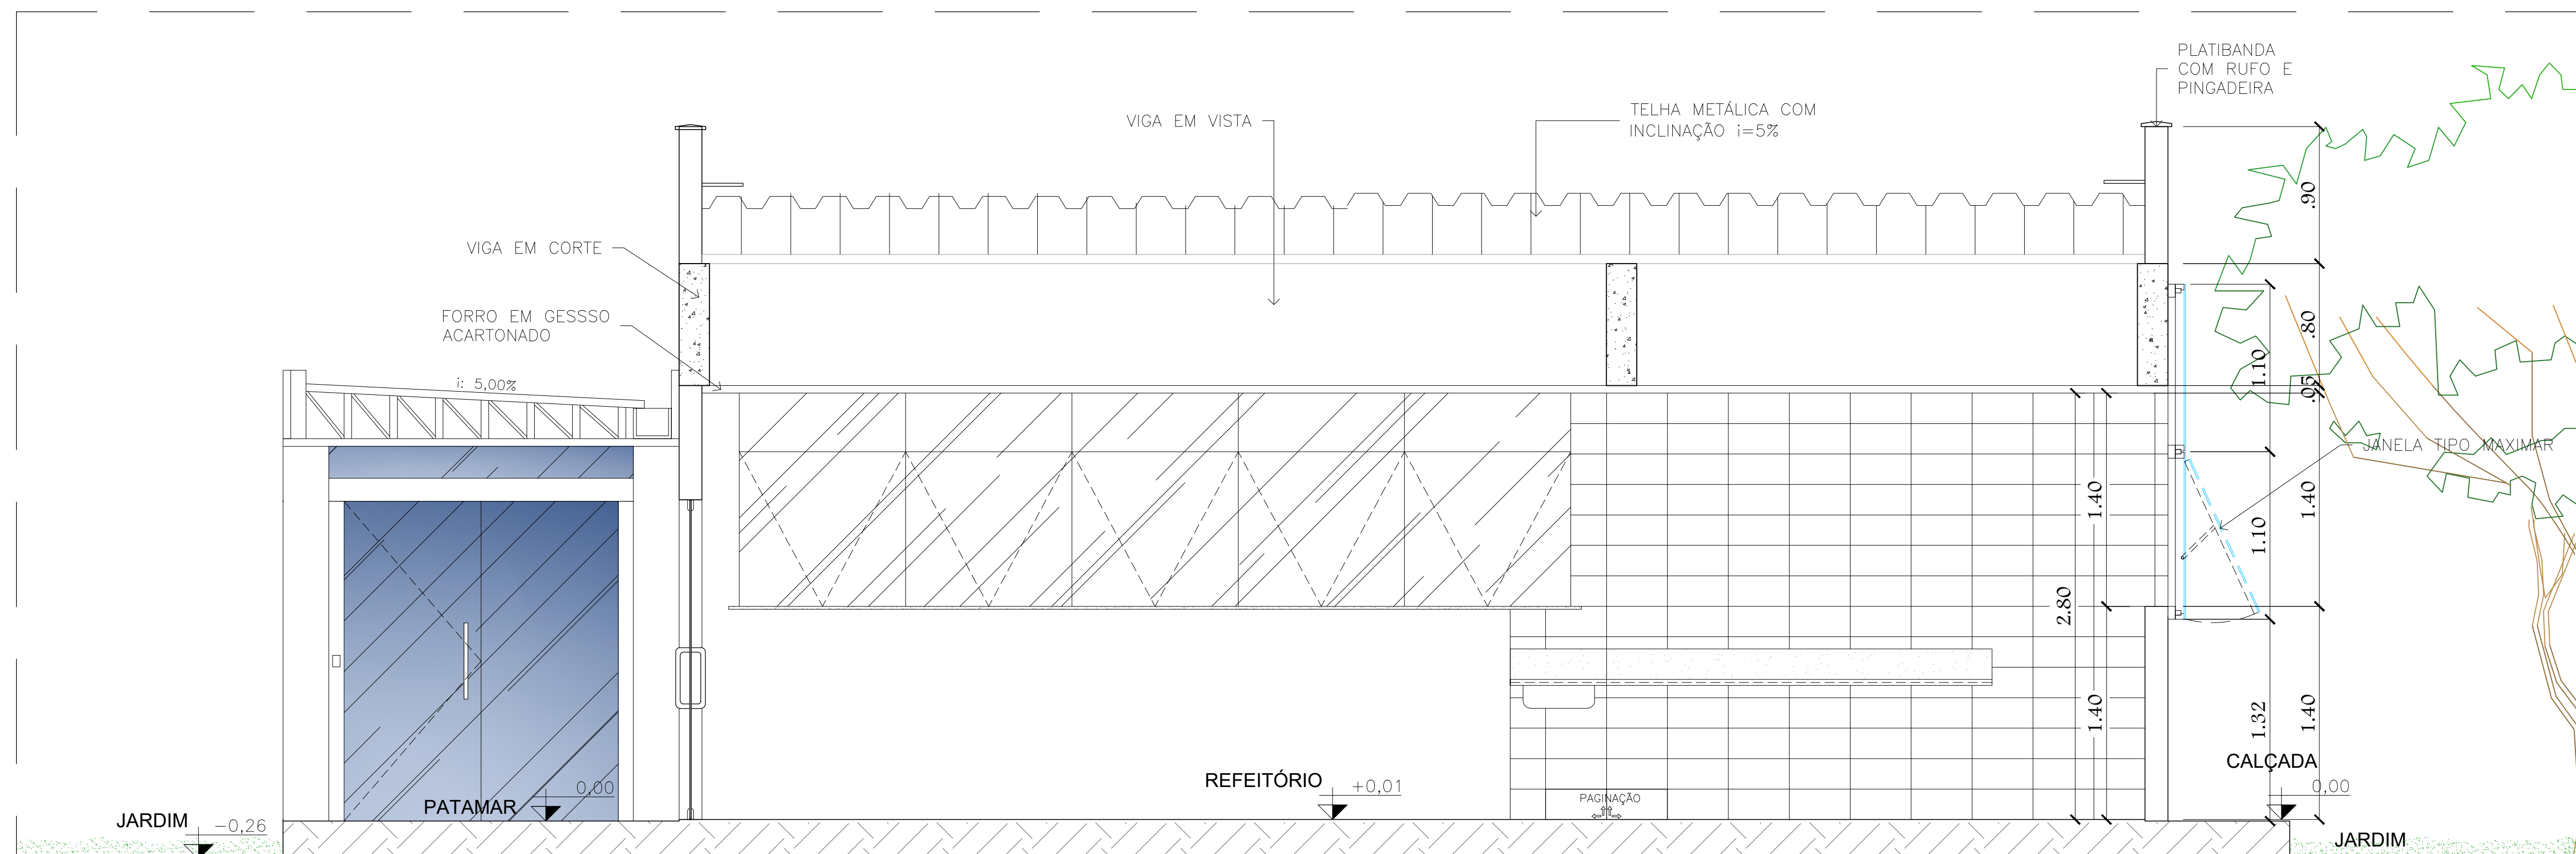 PLATIBANDA
COM RUFO E
PINGADEIRA
TELHA METÁLICA COM
INCLINAÇÃO i=5%
VIGA EM VISTA
VIGA EM CORTE
FORRO EM GESSSO
ACARTONADO
i: 5,00%
.90
.80
1.10
.05
JANELA TIPO MAXIMAR
1.40
1.40
1.10
2.80
1.40
1.32
1.40
CALÇADA
0,00
REFEITÓRIO
+0,01
PAGINAÇÃO
PATAMAR
0,00
JARDIM
-0,26
JARDIM